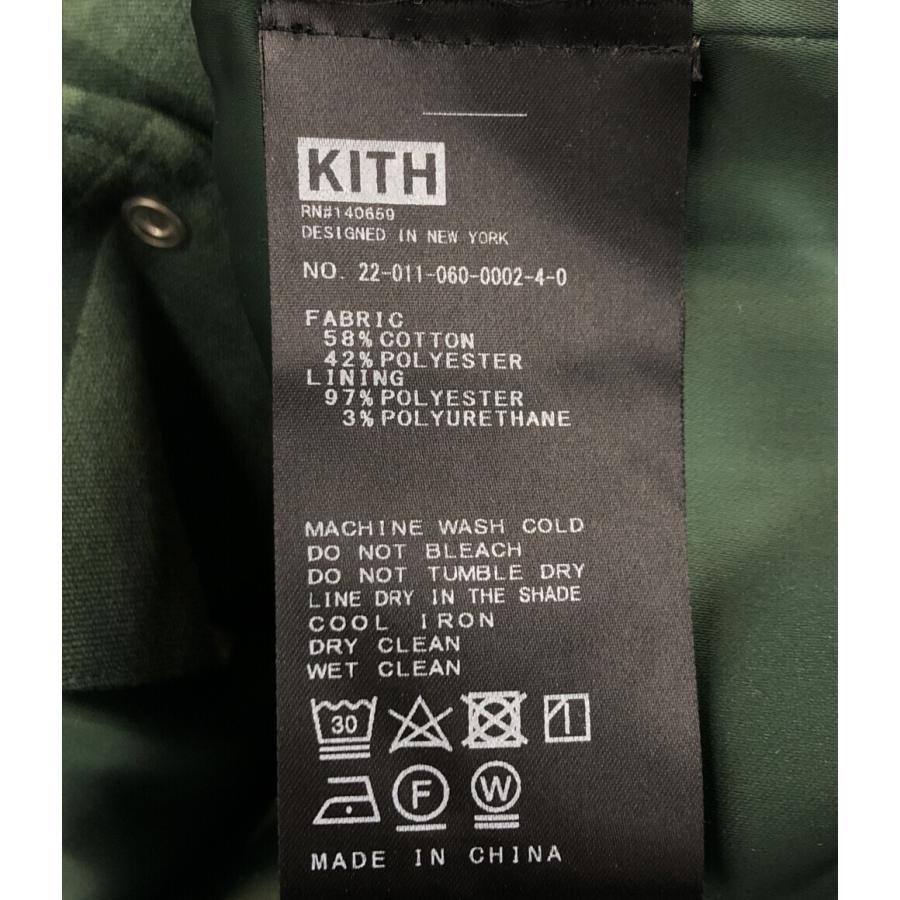 KITH
RN#140659
DESIGNED IN NEW YORK
NO. 22-011-060-0002-4-0
FABRIC
58% COTTON
42% POLYESTER
LINING
97% POLYESTER
3% POLYURETHANE
MACHINE WASH COLD
DO NOT BLEACH
DO NOT TUMBLE DRY
LINE DRY IN THE SHADE
COOL IRON
DRY CLEAN
WET CLEAN
30
F W
MADE IN CHINA